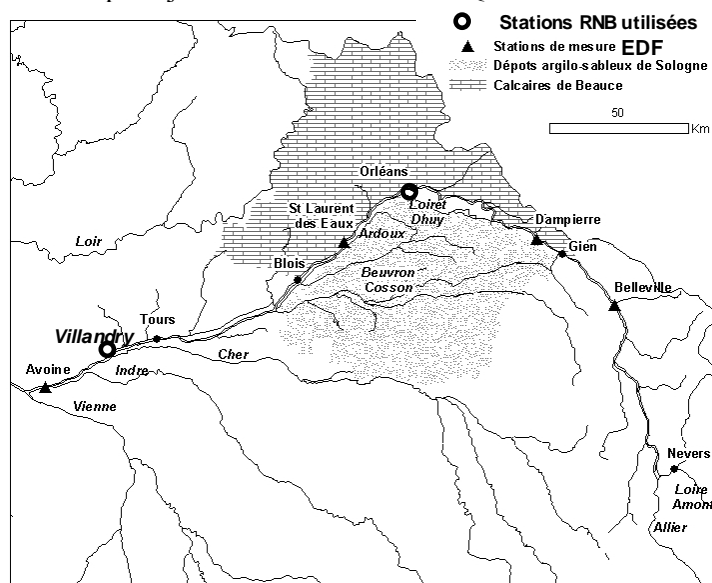 Stations RNB utilisées
Stations de mesure EDF
Dépots argilo-sableux de Sologne
Calcaires de Beauce
50
Km
Orléans
Loiret
Dhuy
St Laurent
des Eaux
Ardoux
Dampierre
Gien
Loir
Blois
Beuvron
Cosson
Belleville
Tours
Villandry
Cher
Avoine
Indre
Vienne
Nevers
Loire
Amont
Allier